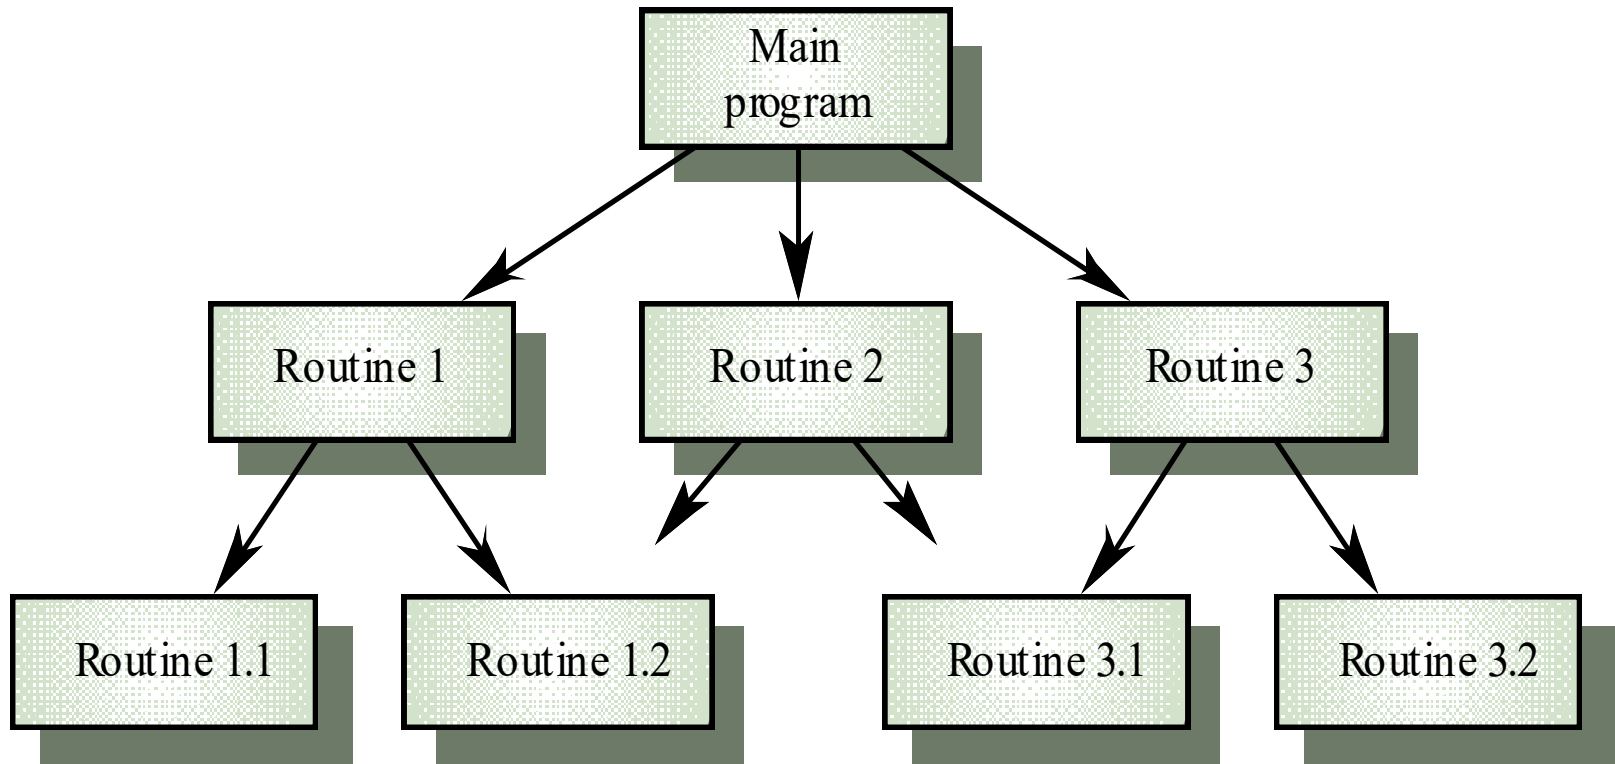 Main
program
Routine 1
Routine 2
Routine 3
Routine 1.1
Routine 1.2
Routine 3.1
Routine 3.2